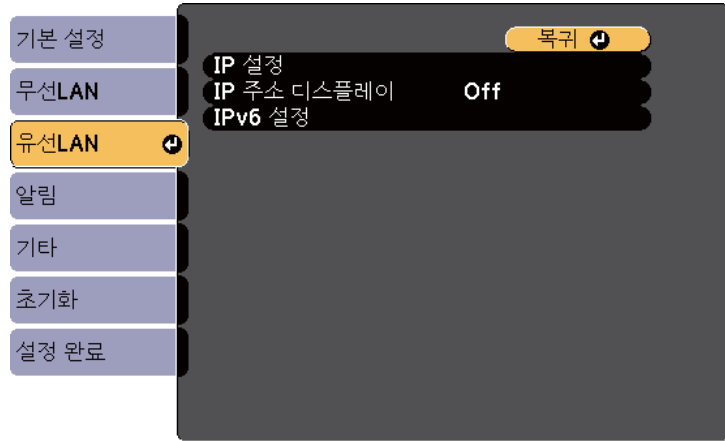 기본 설정
무선LAN
유선LAN
알림
기타
초기화
설정 완료
복귀
IP 설정
IP 주소 디스플레이 Off
IPv6 설정